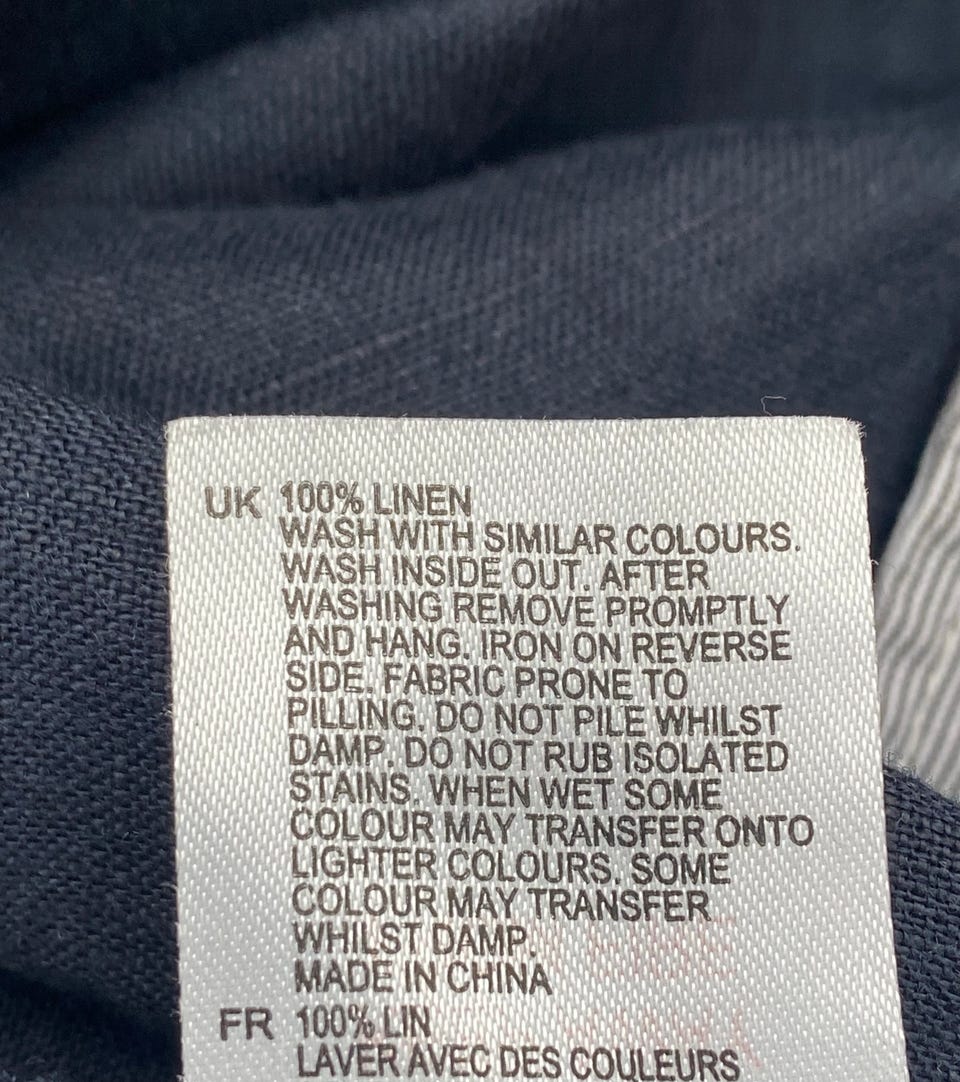 UK 100% LINEN
WASH WITH SIMILAR COLOURS.
WASH INSIDE OUT. AFTER
WASHING REMOVE PROMPTLY
AND HANG. IRON ON REVERSE
SIDE. FABRIC PRONE TO
PILLING. DO NOT PILE WHILST
DAMP. DO NOT RUB ISOLATED
STAINS. WHEN WET SOME
COLOUR MAY TRANSFER ONTO
LIGHTER COLOURS. SOME
COLOUR MAY TRANSFER
WHILST DAMP.
MADE IN CHINA
FR 100% LIN
LAVER AVEC DES COULEURS